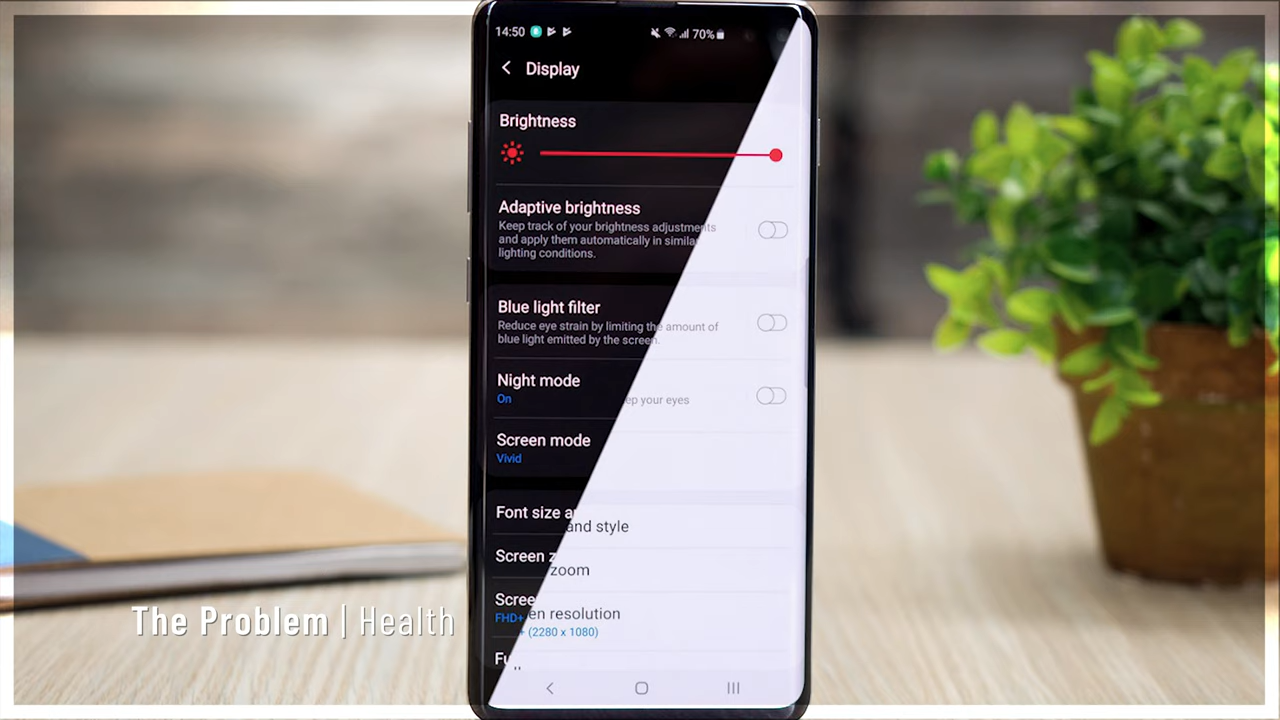 14:50 70%
Display
Brightness
Adaptive brightness
Keep track of your brightness adjustments
and apply them automatically in similar
lighting conditions.
Blue light filter
Reduce eye strain by limiting the amount of
blue light emitted by the screen.
Night mode
On
ep your eyes
Screen mode
Vivid
Font size a
and style
Screen z
zoom
Scree
en resolution
FHD+
+ (2280 x 1080)
Fu
The Problem | Health